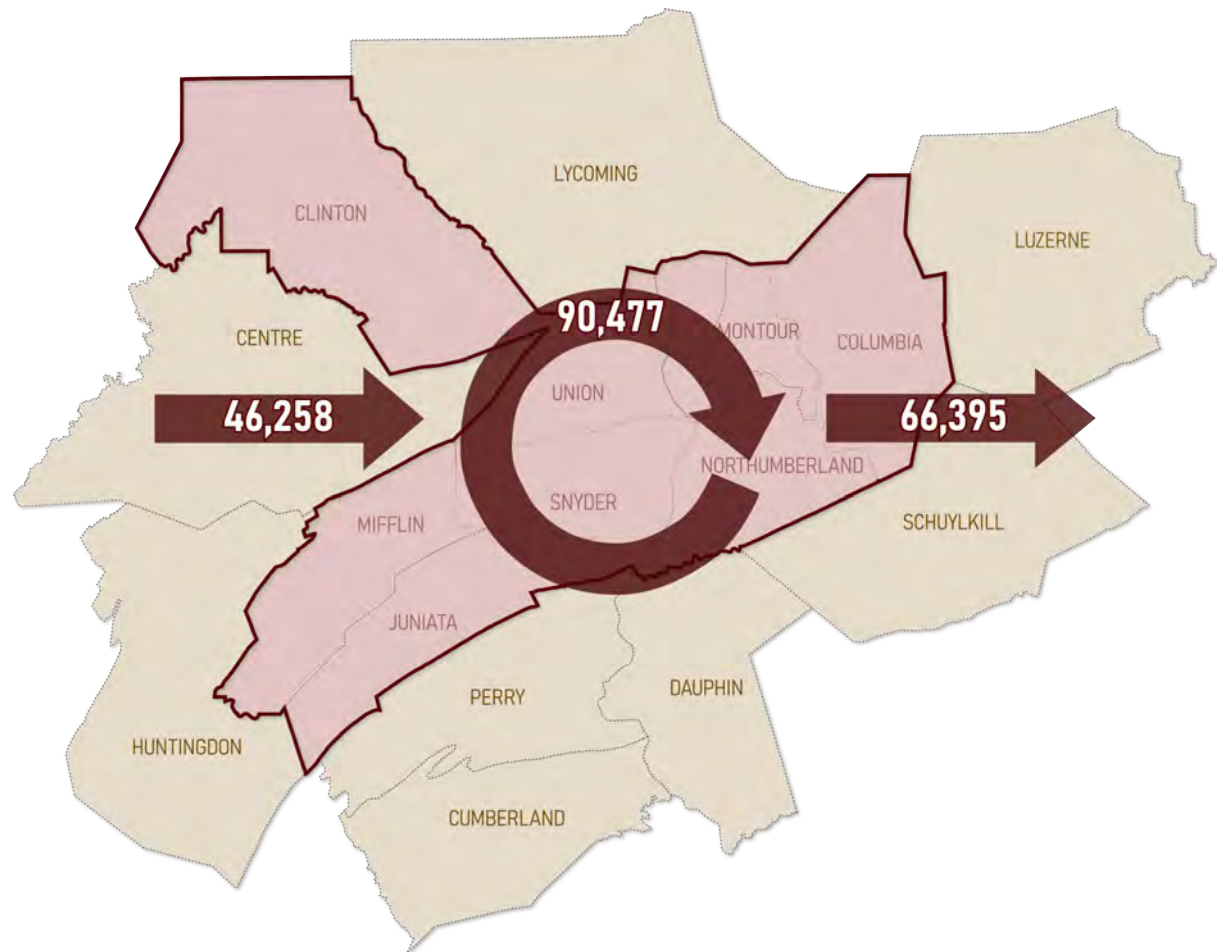 LYCOMING
CLINTON
LUZERNE
90,477
MONTOUR
CENTRE
COLUMBIA
UNION
46,258
66,395
NORTHUMBERLAND
SNYDER
MIFFLIN
SCHUYLKILL
JUNIATA
DAUPHIN
PERRY
HUNTINGDON
CUMBERLAND